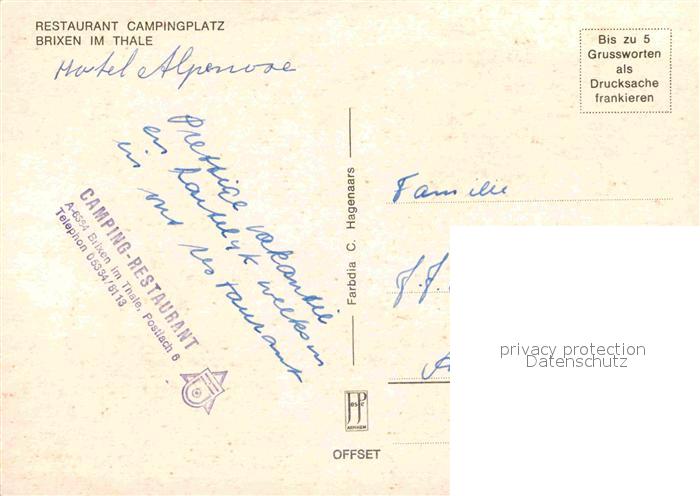 RESTAURANT CAMPINGPLATZ
BRIXEN IM THALE
Hotel Alpenrose
Bis zu 5
Grussworten
als
Drucksache
frankieren
Prettige vakantie
en hartelijk welkom
in ons restaurant
CAMPING-RESTAURANT
A-6364 Brixen im Thale, Postfach 6
Telephon 05334/8113
Farbdia C. Hagenaars
Familie
J. J.
privacy protection
Datenschutz
JP
ARNHEM
OFFSET